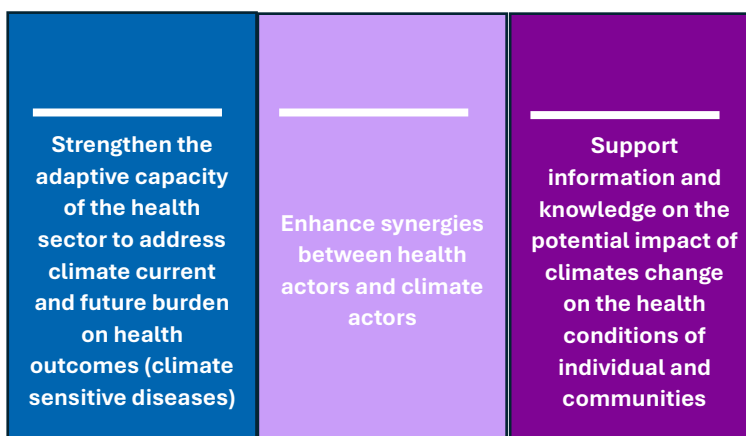 Strengthen the
adaptive capacity
of the health
sector to address
climate current
and future burden
on health
outcomes (climate
sensitive diseases)
Enhance synergies
between health
actors and climate
actors
Support
information and
knowledge on the
potential impact of
climates change
on the health
conditions of
individual and
communities